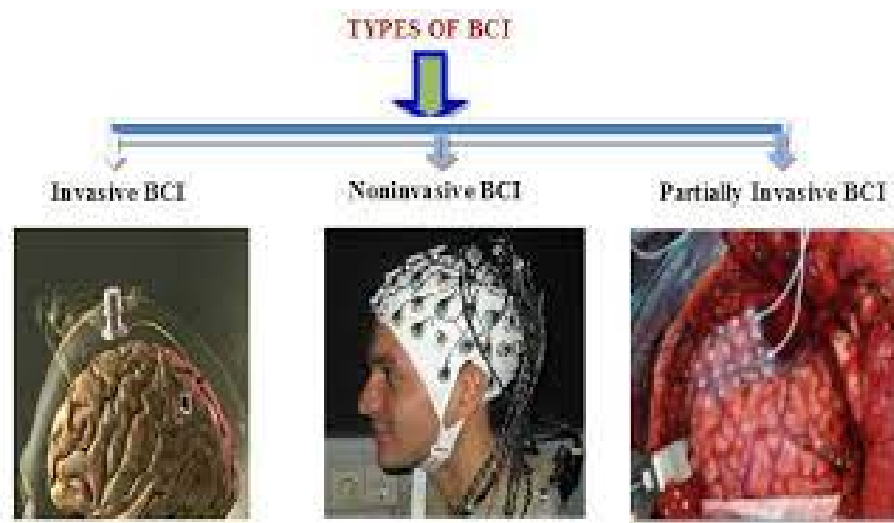 TYPES OF BCI
Invasive BCI
Noninvasive BCI
Partially Invasive BCI